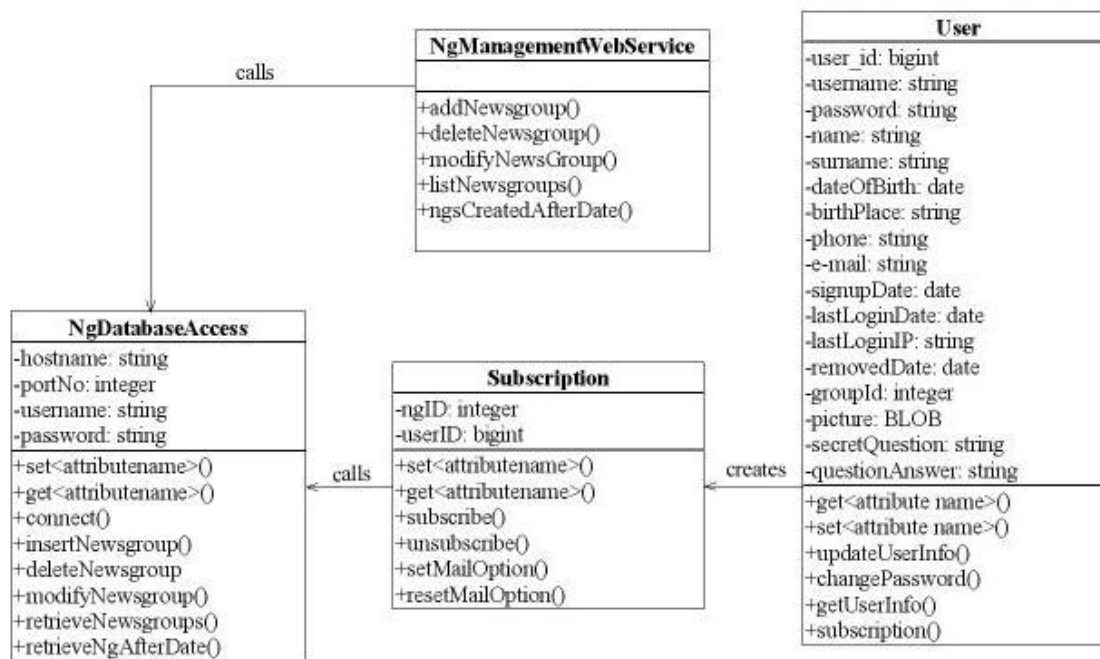 NgManagementWebService
+addNewsgroup()
+deleteNewsgroup()
+modifyNewsGroup()
+listNewsgroups()
+ngsCreatedAfterDate()
calls
User
-user_id: bigint
-username: string
-password: string
-name: string
-surname: string
-dateOfBirth: date
-birthPlace: string
-phone: string
-e-mail: string
-signupDate: date
-lastLoginDate: date
-lastLoginIP: string
-removedDate: date
-groupId: integer
-picture: BLOB
-secretQuestion: string
-questionAnswer: string
+get<attribute name>()
+set<attribute name>()
+updateUserInfo()
+changePassword()
+getUserInfo()
+subscription()
NgDatabaseAccess
-hostname: string
-portNo: integer
-username: string
-password: string
+set<attributename>()
+get<attributename>()
+connect()
+insertNewsgroup()
+deleteNewsgroup
+modifyNewsgroup()
+retrieveNewsgroups()
+retrieveNgAfterDate()
calls
Subscription
-ngID: integer
-userID: bigint
+set<attributename>()
+get<attributename>()
+subscribe()
+unsubscribe()
+setMailOption()
+resetMailOption()
creates